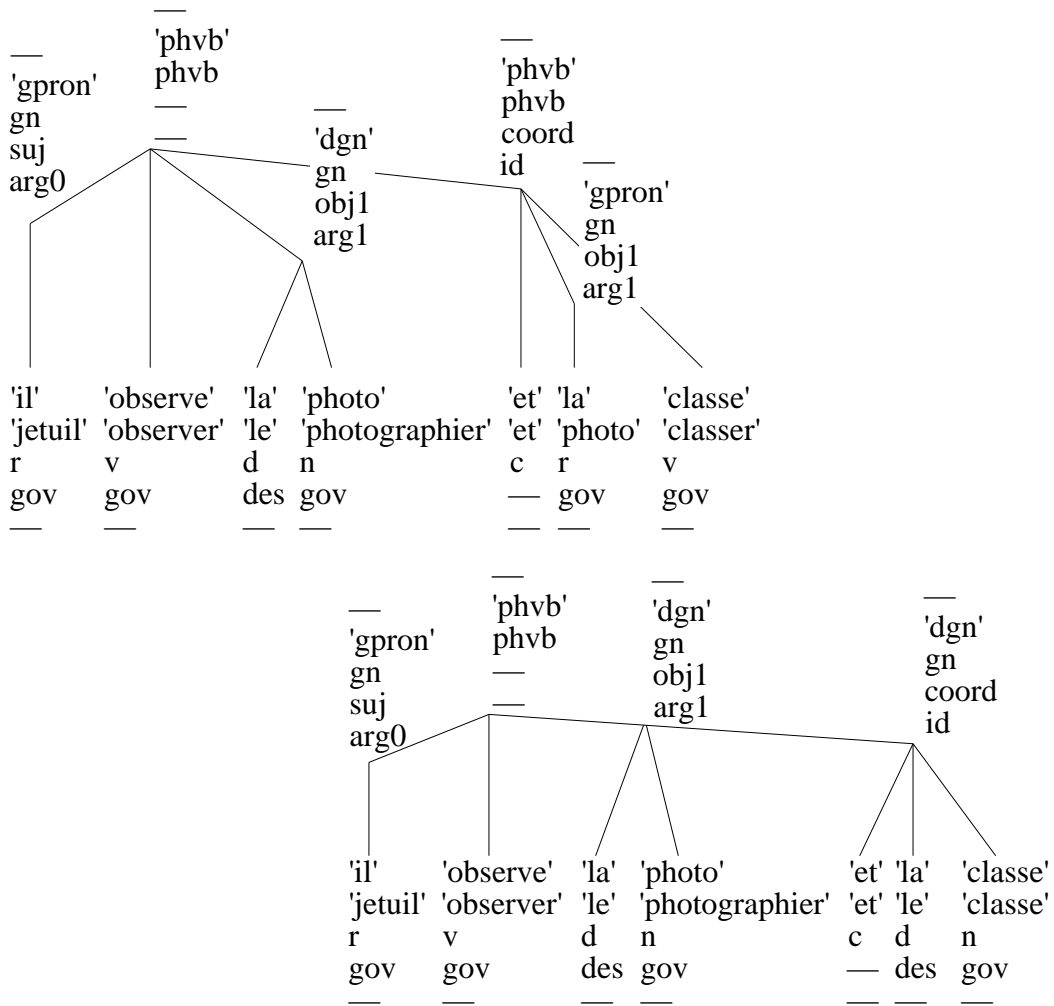 —
'gpron'
gn
suj
arg0
—
'phvb'
phvb
—
—
—
'dgn'
gn
obj1
arg1
—
'phvb'
phvb
coord
id
—
'gpron'
gn
obj1
arg1
'il' 'observe' 'la' 'photo' 'et' 'la' 'classe'
'jetuil' 'observer' 'le' 'photographier' 'et' 'photo' 'classer'
r v d n c r v
gov gov des gov — gov gov
— — — — — — —
—
'gpron'
gn
suj
arg0
—
'phvb'
phvb
—
—
—
'dgn'
gn
obj1
arg1
—
'dgn'
gn
coord
id
'il' 'observe' 'la' 'photo' 'et' 'la' 'classe'
'jetuil' 'observer' 'le' 'photographier' 'et' 'le' 'classe'
r v d n c d n
gov gov des gov — des gov
— — — — — — —